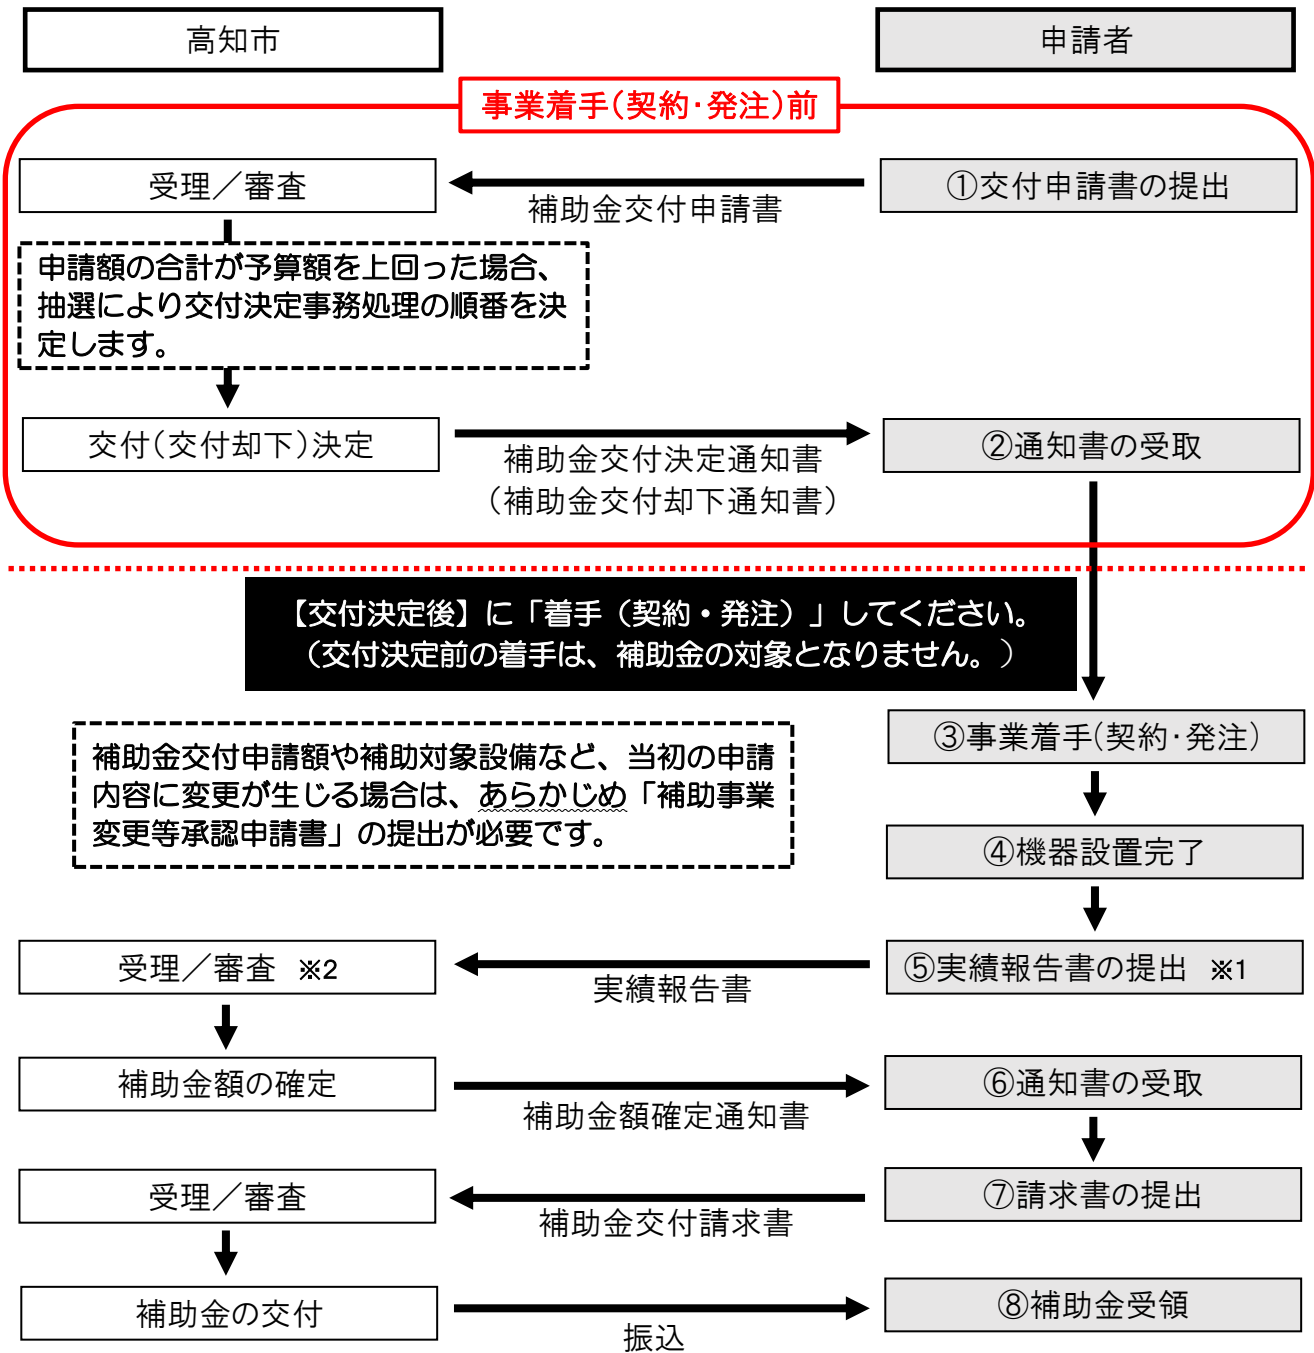 高知市
申請者
事業着手(契約・発注)前
受理／審査
①交付申請書の提出
補助金交付申請書
申請額の合計が予算額を上回った場合、
抽選により交付決定事務処理の順番を決
定します。
交付(交付却下)決定
②通知書の受取
補助金交付決定通知書
（補助金交付却下通知書）
【交付決定後】に「着手（契約・発注）」してください。
（交付決定前の着手は、補助金の対象となりません。）
③事業着手(契約・発注)
補助金交付申請額や補助対象設備など、当初の申請
内容に変更が生じる場合は、あらかじめ「補助事業
変更等承認申請書」の提出が必要です。
④機器設置完了
受理／審査 ※2
⑤実績報告書の提出 ※1
実績報告書
補助金額の確定
⑥通知書の受取
補助金額確定通知書
受理／審査
⑦請求書の提出
補助金交付請求書
補助金の交付
⑧補助金受領
振込